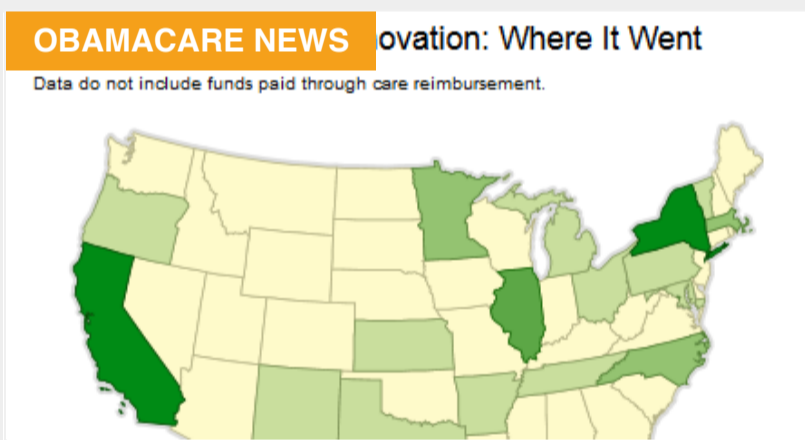 OBAMACARE NEWS
ovation: Where It Went
Data do not include funds paid through care reimbursement.